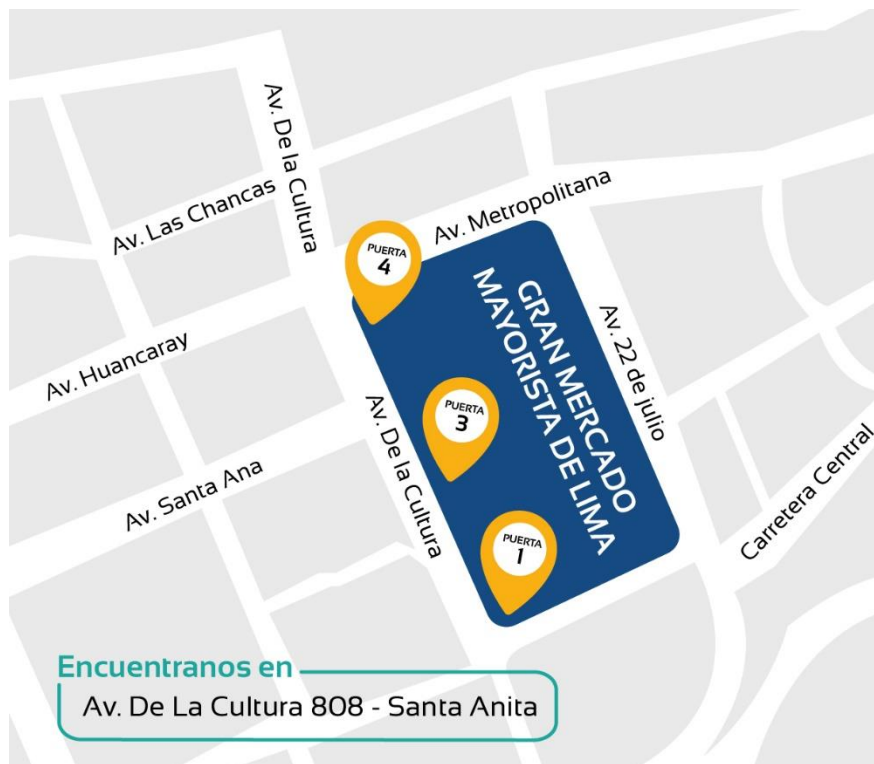 Av. De la Cultura
Av. Las Chancas
Av. Metropolitana
PUERTA
4
Av. Huancaray
GRAN MERCADO
MAYORISTA DE LIMA
Av. 22 de julio
PUERTA
3
Av. De la Cultura
Av. Santa Ana
Carretera Central
PUERTA
1
Encuentranos en
Av. De La Cultura 808 - Santa Anita